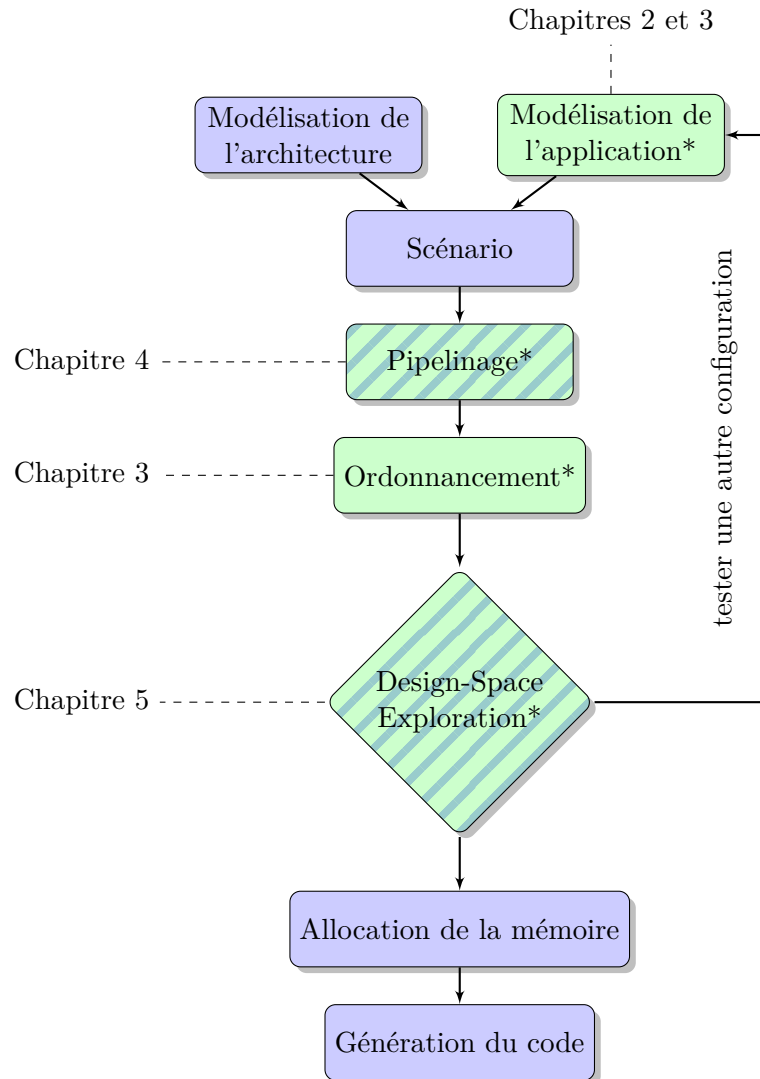 Chapitres 2 et 3
Modélisation de
l'architecture
Modélisation de
l'application*
Scénario
Chapitre 4
Pipelinage*
Chapitre 3
Ordonnancement*
tester une autre configuration
Chapitre 5
Design-Space
Exploration*
Allocation de la mémoire
Génération du code